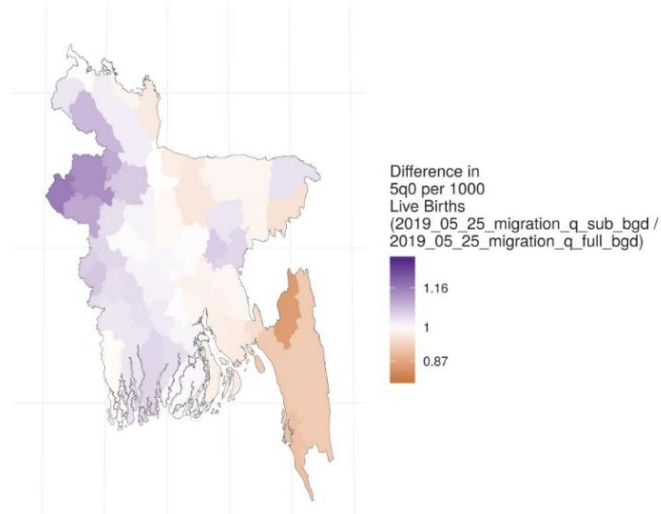 Difference in
5q0 per 1000
Live Births
(2019_05_25_migration_q_sub_bgd /
2019_05_25_migration_q_full_bgd)
1.16
1
0.87